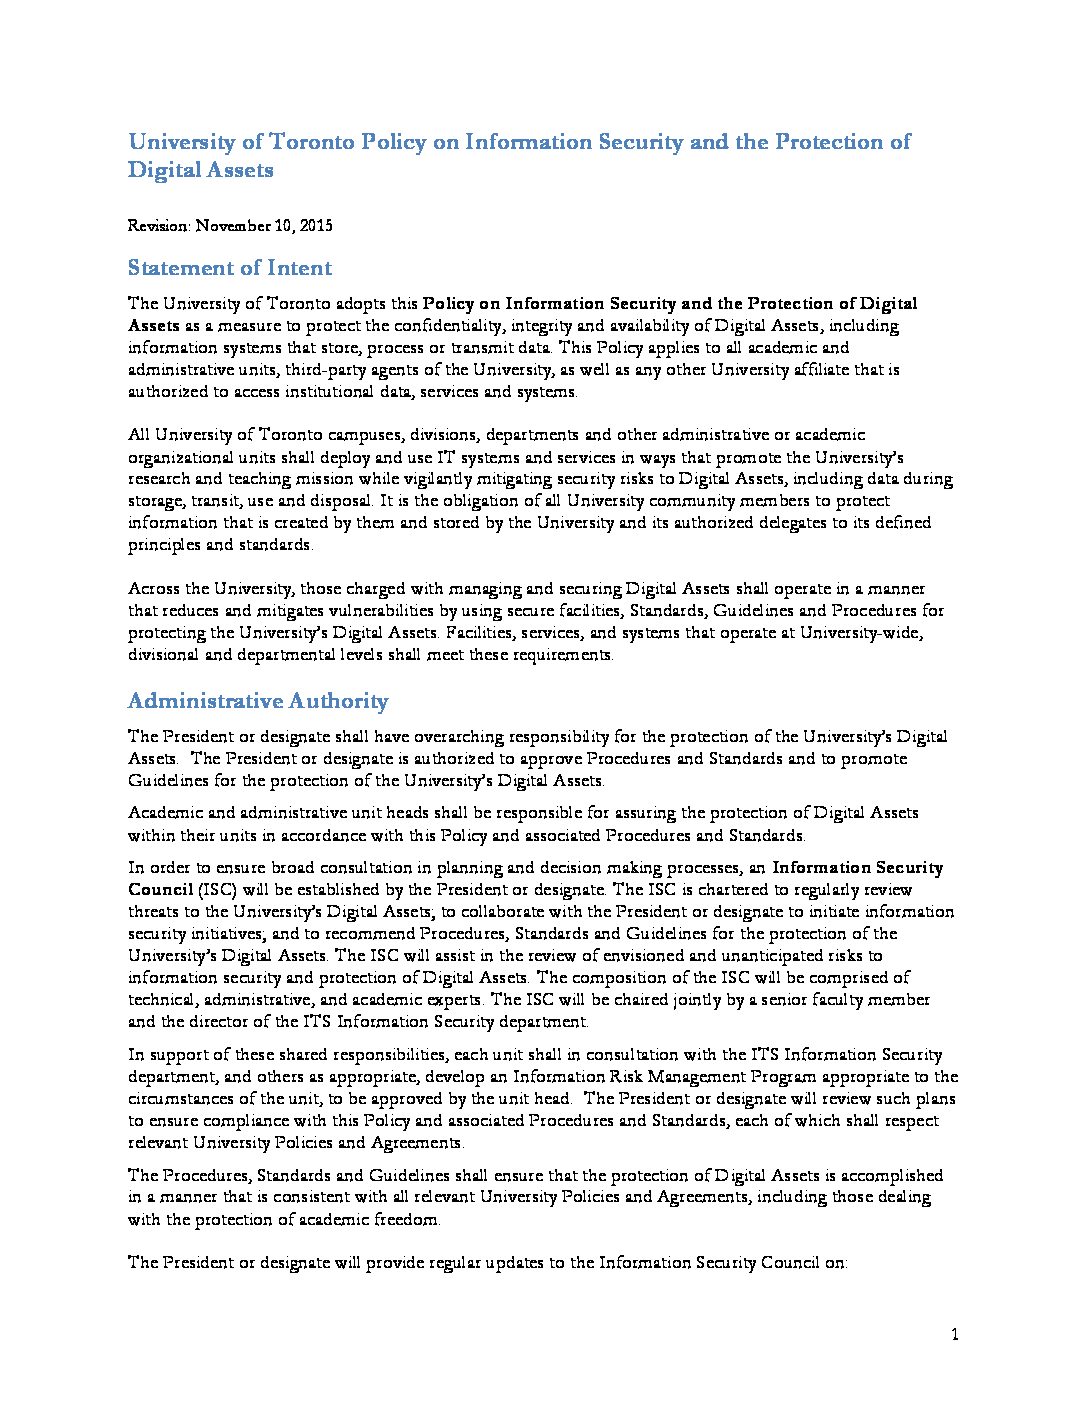 University of Toronto Policy on Information Security and the Protection of
Digital Assets
Revision: November 10, 2015
Statement of Intent
The University of Toronto adopts this Policy on Information Security and the Protection of Digital
Assets as a measure to protect the confidentiality, integrity and availability of Digital Assets, including
information systems that store, process or transmit data. This Policy applies to all academic and
administrative units, third-party agents of the University, as well as any other University affiliate that is
authorized to access institutional data, services and systems.
All University of Toronto campuses, divisions, departments and other administrative or academic
organizational units shall deploy and use IT systems and services in ways that promote the University's
research and teaching mission while vigilantly mitigating security risks to Digital Assets, including data during
storage, transit, use and disposal. It is the obligation of all University community members to protect
information that is created by them and stored by the University and its authorized delegates to its defined
principles and standards.
Across the University, those charged with managing and securing Digital Assets shall operate in a manner
that reduces and mitigates vulnerabilities by using secure facilities, Standards, Guidelines and Procedures for
protecting the University's Digital Assets. Facilities, services, and systems that operate at University-wide,
divisional and departmental levels shall meet these requirements.
Administrative Authority
The President or designate shall have overarching responsibility for the protection of the University's Digital
Assets.  The President or designate is authorized to approve Procedures and Standards and to promote
Guidelines for the protection of the University's Digital Assets.
Academic and administrative unit heads shall be responsible for assuring the protection of Digital Assets
within their units in accordance with this Policy and associated Procedures and Standards.
In order to ensure broad consultation in planning and decision making processes, an Information Security
Council (ISC) will be established by the President or designate. The ISC is chartered to regularly review
threats to the University's Digital Assets; to collaborate with the President or designate to initiate information
security initiatives; and to recommend Procedures, Standards and Guidelines for the protection of the
University's Digital Assets. The ISC will assist in the review of envisioned and unanticipated risks to
information security and protection of Digital Assets. The composition of the ISC will be comprised of
technical, administrative, and academic experts. The ISC will be chaired jointly by a senior faculty member
and the director of the ITS Information Security department.
In support of these shared responsibilities, each unit shall in consultation with the ITS Information Security
department, and others as appropriate, develop an Information Risk Management Program appropriate to the
circumstances of the unit, to be approved by the unit head.  The President or designate will review such plans
to ensure compliance with this Policy and associated Procedures and Standards, each of which shall respect
relevant University Policies and Agreements.
The Procedures, Standards and Guidelines shall ensure that the protection of Digital Assets is accomplished
in a manner that is consistent with all relevant University Policies and Agreements, including those dealing
with the protection of academic freedom.
The President or designate will provide regular updates to the Information Security Council on:
1